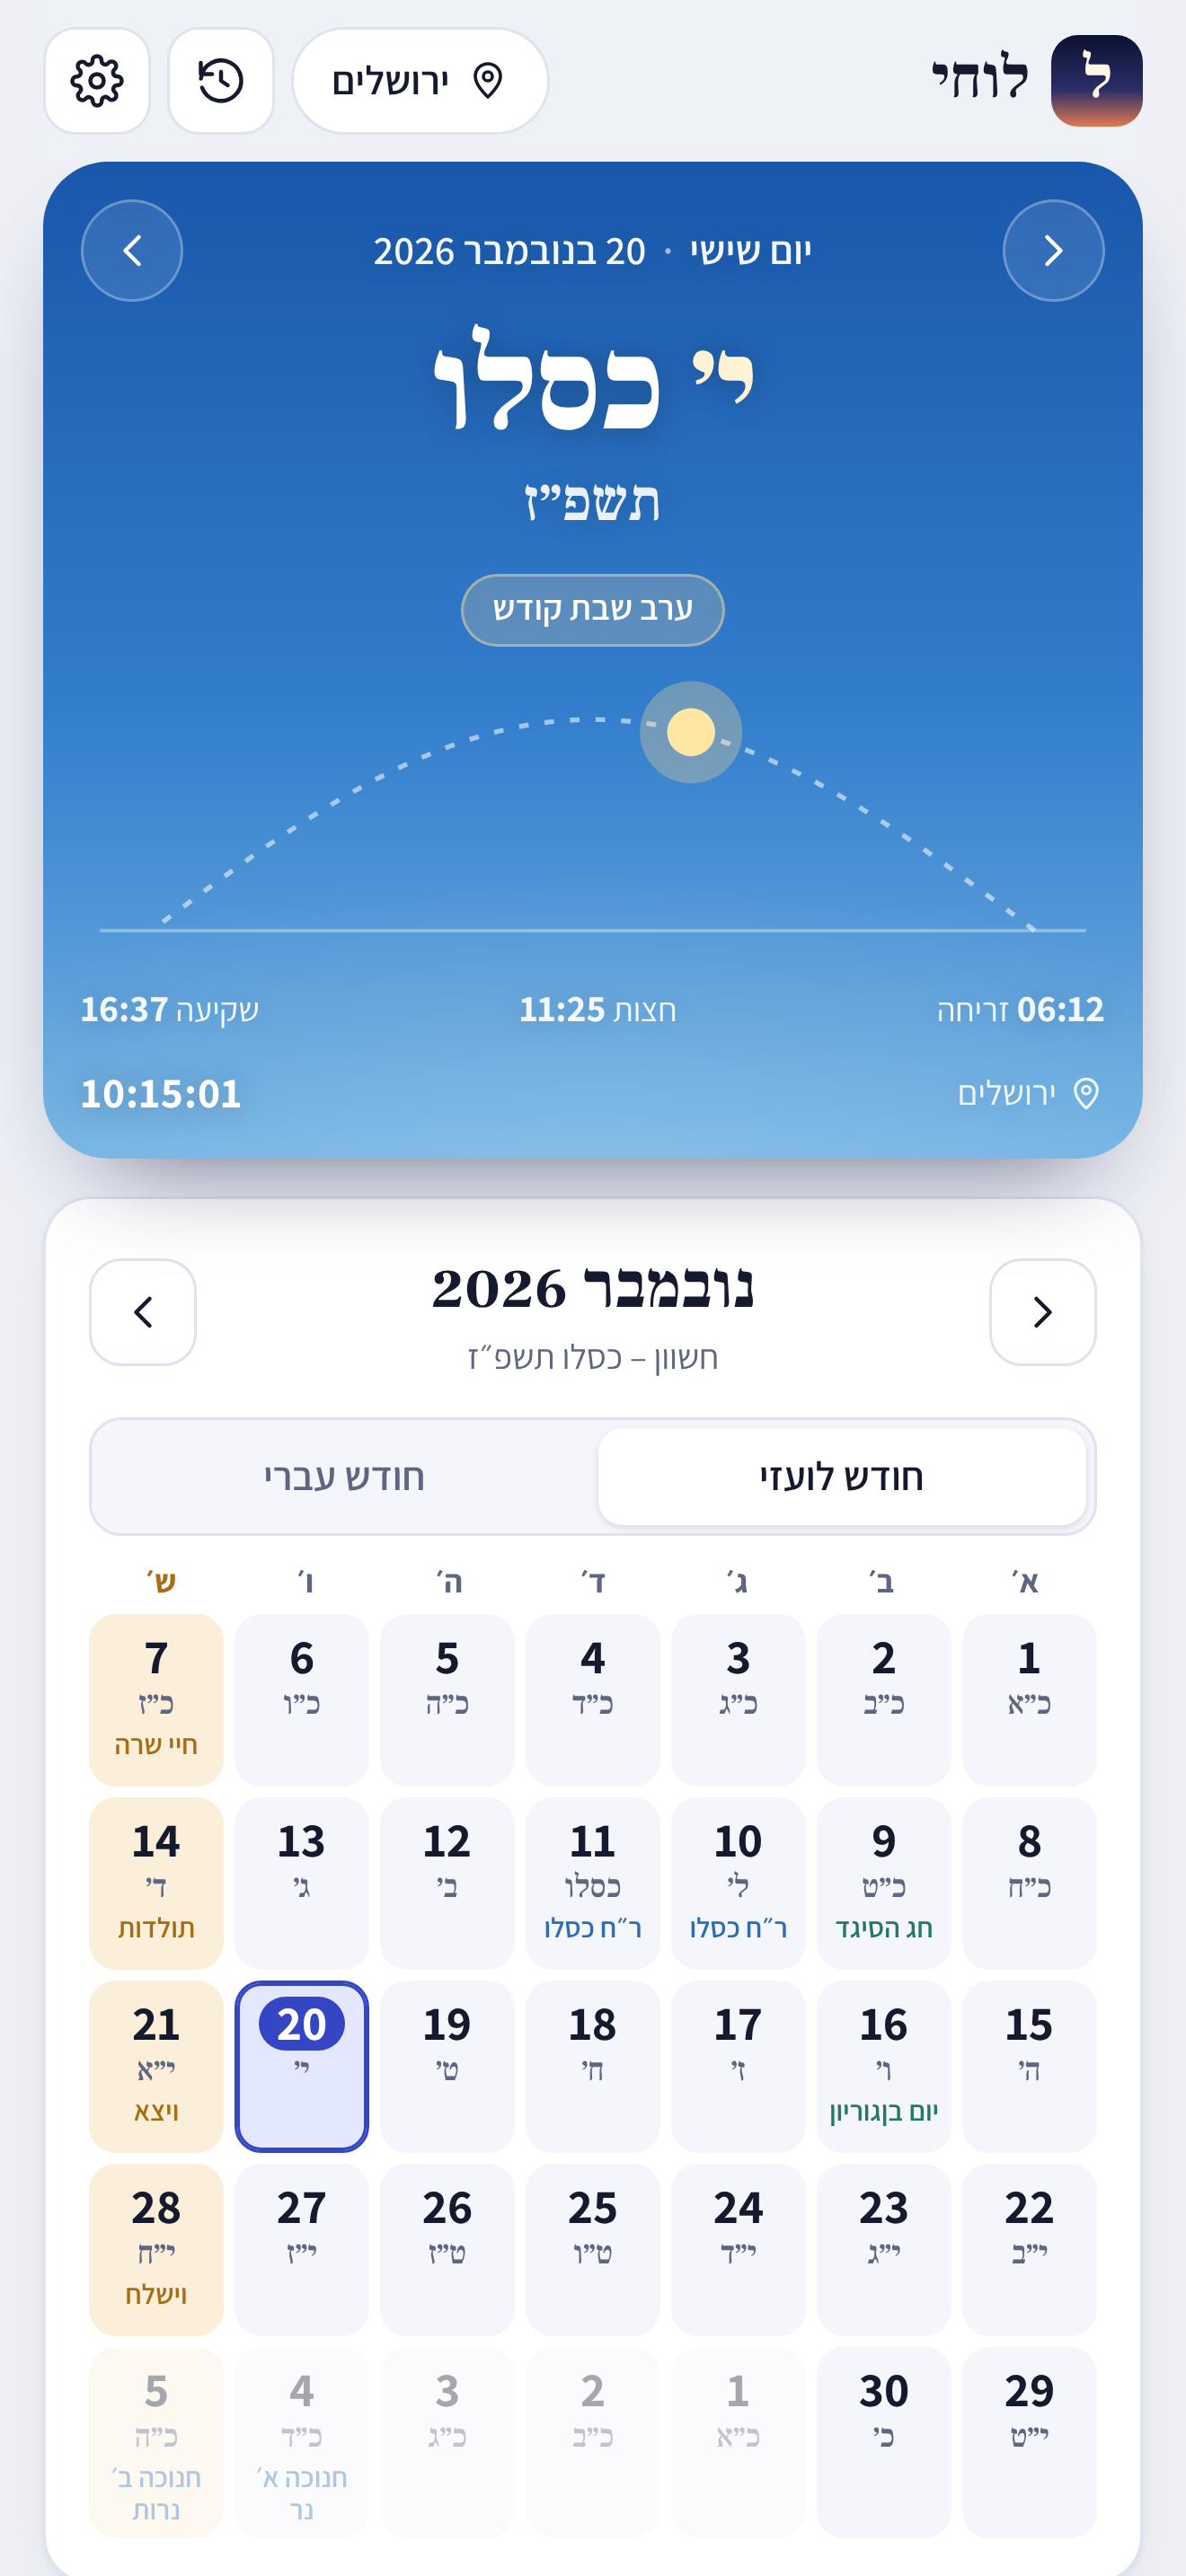 ל לוחי ירושלים
יום שישי · 20 בנובמבר 2026
י׳ כסלו
תשפ״ז
ערב שבת קודש
06:12 זריחה חצות 11:25 שקיעה 16:37
ירושלים 10:15:01
נובמבר 2026
חשוון – כסלו תשפ״ז
חודש לועזי חודש עברי
א׳ ב׳ ג׳ ד׳ ה׳ ו׳ ש׳
1 2 3 4 5 6 7
כ״א כ״ב כ״ג כ״ד כ״ה כ״ו כ״ז
חיי שרה
8 9 10 11 12 13 14
כ״ח כ״ט ל׳ כסלו ב׳ ג׳ ד׳
חג הסיגד ר״ח כסלו ר״ח כסלו תולדות
15 16 17 18 19 20 21
ה׳ ו׳ ז׳ ח׳ ט׳ י׳ י״א
יום בןגוריון ויצא
22 23 24 25 26 27 28
י״ב י״ג י״ד ט״ו ט״ז י״ז י״ח
וישלח
29 30 1 2 3 4 5
י״ט כ׳ כ״א כ״ב כ״ג כ״ד כ״ה
חנוכה א׳ חנוכה ב׳
נר נרות